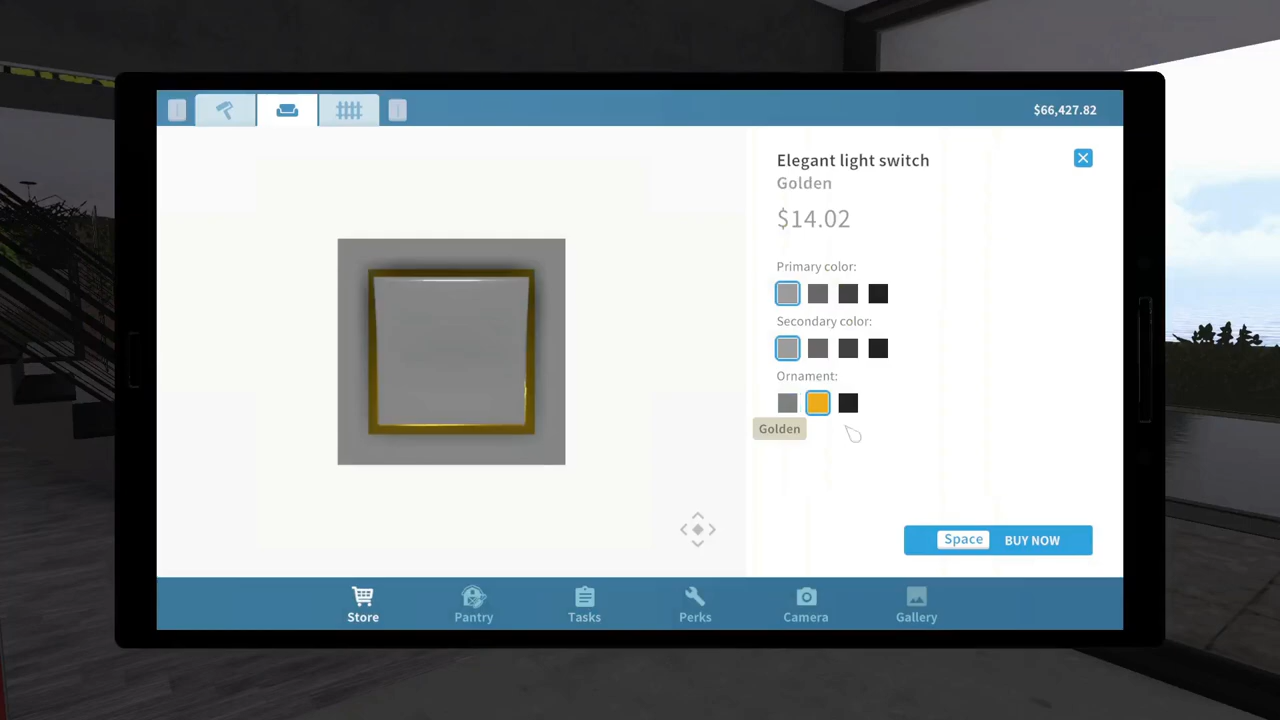 $66,427.82
Elegant light switch
Golden
$14.02
Primary color:
Secondary color:
Ornament:
Golden
Space BUY NOW
Store Pantry Tasks Perks Camera Gallery